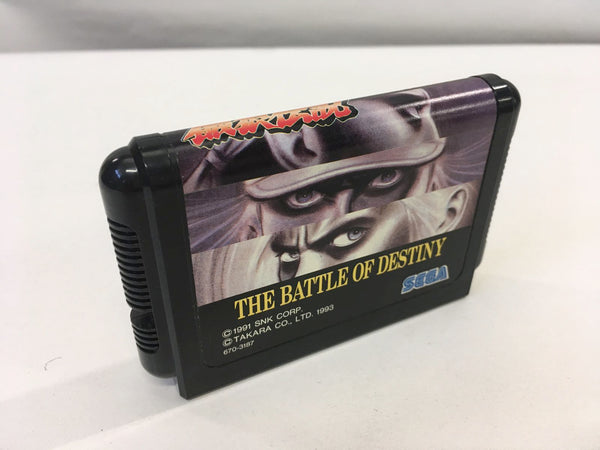 THE BATTLE OF DESTINY
SEGA
©1991 SNK CORP.
©TAKARA CO., LTD. 1993
670-3187